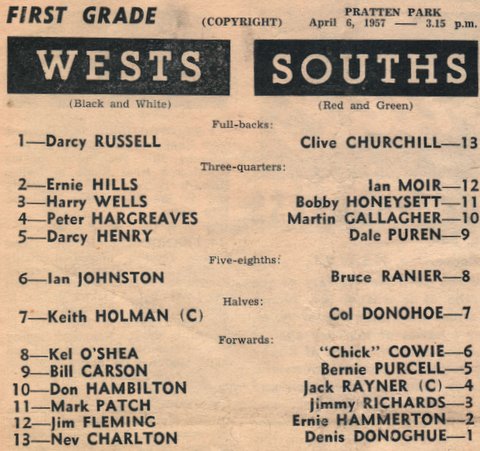 FIRST GRADE (COPYRIGHT) PRATTEN PARK
April 6, 1957 — 3.15 p.m.
WESTS SOUTHS
(Black and White) (Red and Green)
Full-backs:
1—Darcy RUSSELL Clive CHURCHILL—13
Three-quarters:
2—Ernie HILLS Ian MOIR—12
3—Harry WELLS Bobby HONEYSETT—11
4—Peter HARGREAVES Martin GALLAGHER—10
5—Darcy HENRY Dale PUREN—9
Five-eighths:
6—Ian JOHNSTON Bruce RANIER—8
Halves:
7—Keith HOLMAN (C) Col DONOHOE—7
Forwards:
8—Kel O'SHEA "Chick" COWIE—6
9—Bill CARSON Bernie PURCELL—5
10—Don HAMBILTON Jack RAYNER (C)—4
11—Mark PATCH Jimmy RICHARDS—3
12—Jim FLEMING Ernie HAMMERTON—2
13—Nev CHARLTON Denis DONOGHUE—1